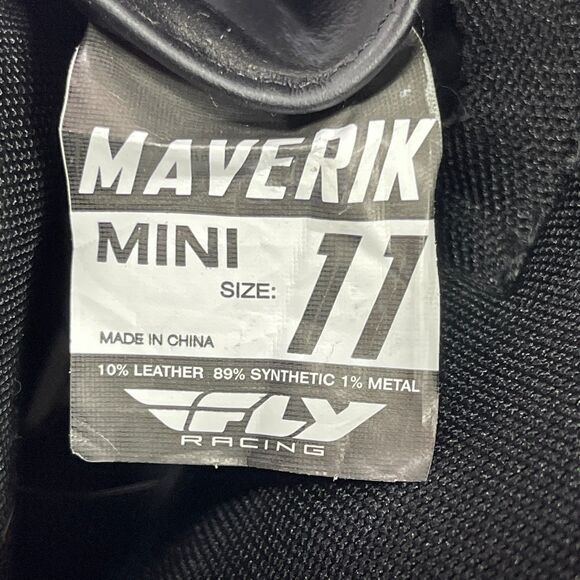 MAVERIK
MINI
SIZE: 11
MADE IN CHINA
10% LEATHER 89% SYNTHETIC 1% METAL
FLY
RACING